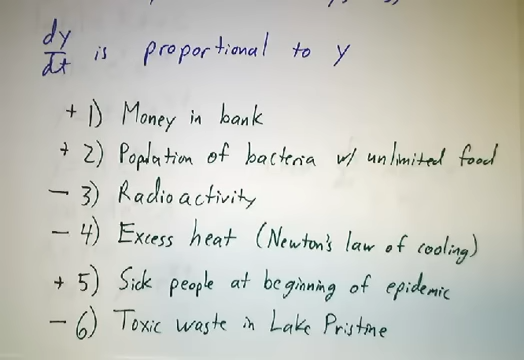 dy/dt is proportional to y
+ 1) Money in bank
+ 2) Poplation of bacteria w/ unlimited food
− 3) Radioactivity
− 4) Excess heat (Newton's law of cooling)
+ 5) Sick people at beginning of epidemic
− 6) Toxic waste in Lake Pristine